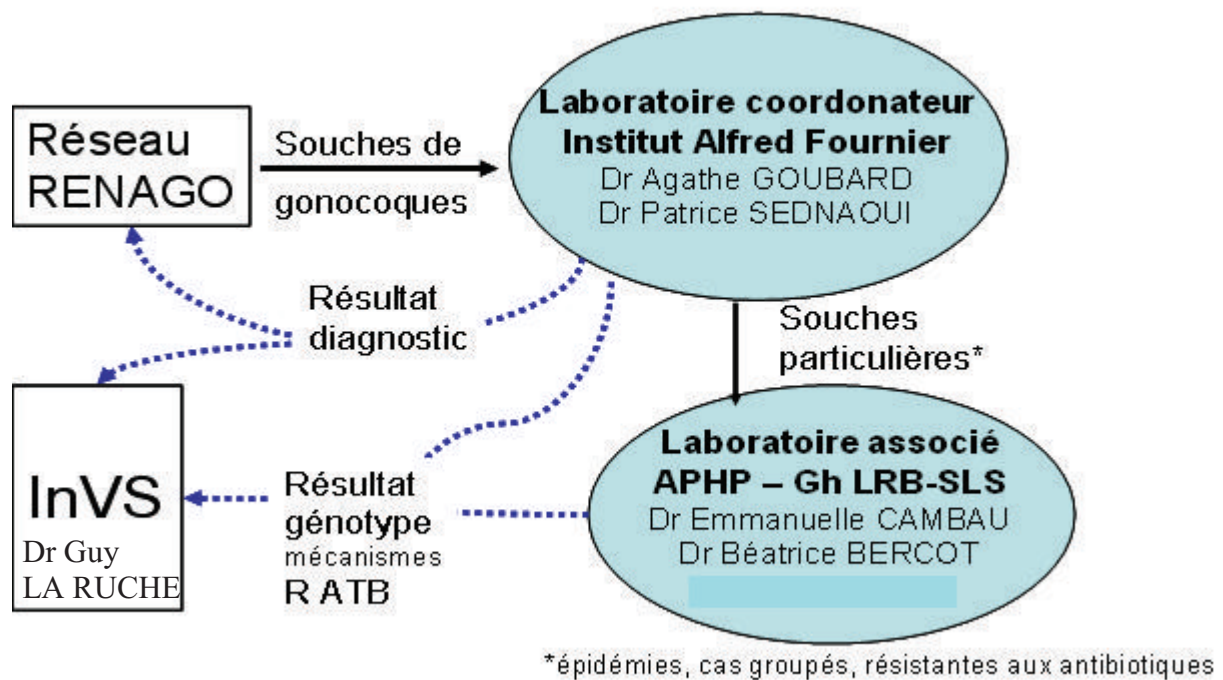 Réseau
RENAGO
Souches de
gonocoques
Laboratoire coordonateur
Institut Alfred Fournier
Dr Agathe GOUBARD
Dr Patrice SEDNAOUI
Résultat
diagnostic
Souches
particulières*
InVS
Dr Guy
LA RUCHE
Résultat
génotype
mécanismes
R ATB
Laboratoire associé
APHP – Gh LRB-SLS
Dr Emmanuelle CAMBAU
Dr Béatrice BERCOT
*épidémies, cas groupés, résistantes aux antibiotiques